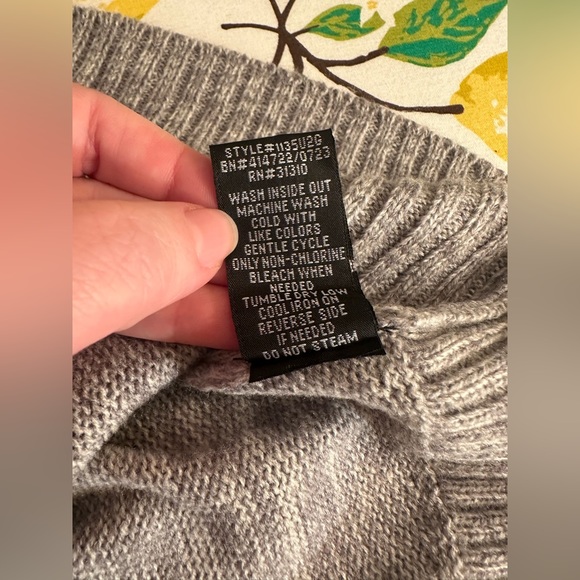 STYLE#1135U2G
BN#414722/0723
RN#31310
WASH INSIDE OUT
MACHINE WASH
COLD WITH
LIKE COLORS
GENTLE CYCLE
ONLY NON-CHLORINE
BLEACH WHEN
NEEDED
TUMBLE DRY LOW
COOL IRON ON
REVERSE SIDE
IF NEEDED
DO NOT STEAM